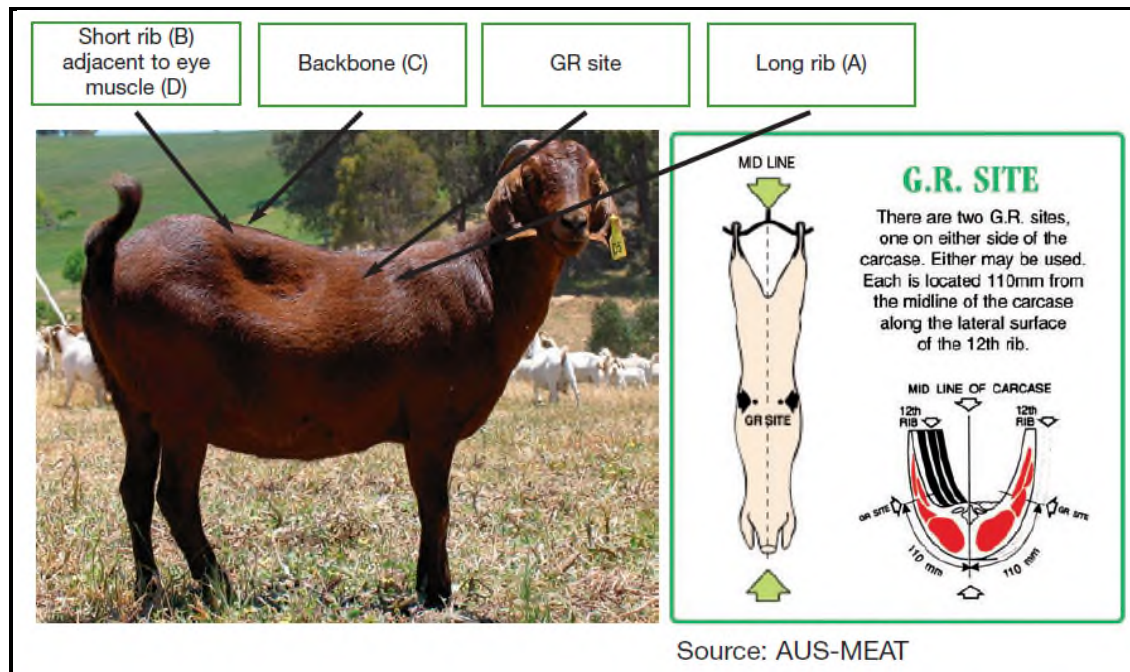 Short rib (B)
adjacent to eye
muscle (D)
Backbone (C)
GR site
Long rib (A)
MID LINE
GR SITE
G.R. SITE
There are two G.R. sites,
one on either side of the
carcase. Either may be used.
Each is located 110mm from
the midline of the carcase
along the lateral surface
of the 12th rib.
MID LINE OF CARCASE
12th
RIB
12th
RIB
GR SITE
GR SITE
110 mm
110 mm
Source: AUS-MEAT